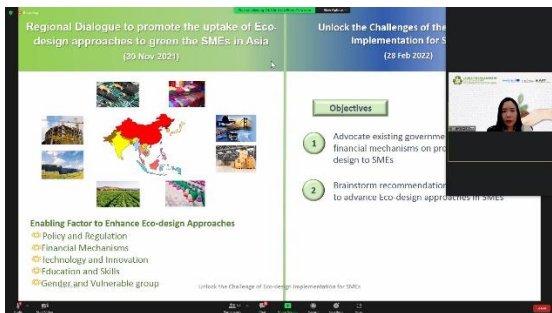 Regional Dialogue to promote the uptake of Eco-
design approaches to green the SMEs in Asia
(30 Nov 2021)
Enabling Factor to Enhance Eco-design Approaches
Policy and Regulation
Financial Mechanisms
Technology and Innovation
Education and Skills
Gender and Vulnerable group
Unlock the Challenges of the
Implementation for S
(28 Feb 2022)
Objectives
1
Advocate existing governme
financial mechanisms on pro
design to SMEs
2
Brainstorm recommendation
to advance Eco-design approaches in SMEs
Unlock the Challenge of Eco-design Implementation for SMEs